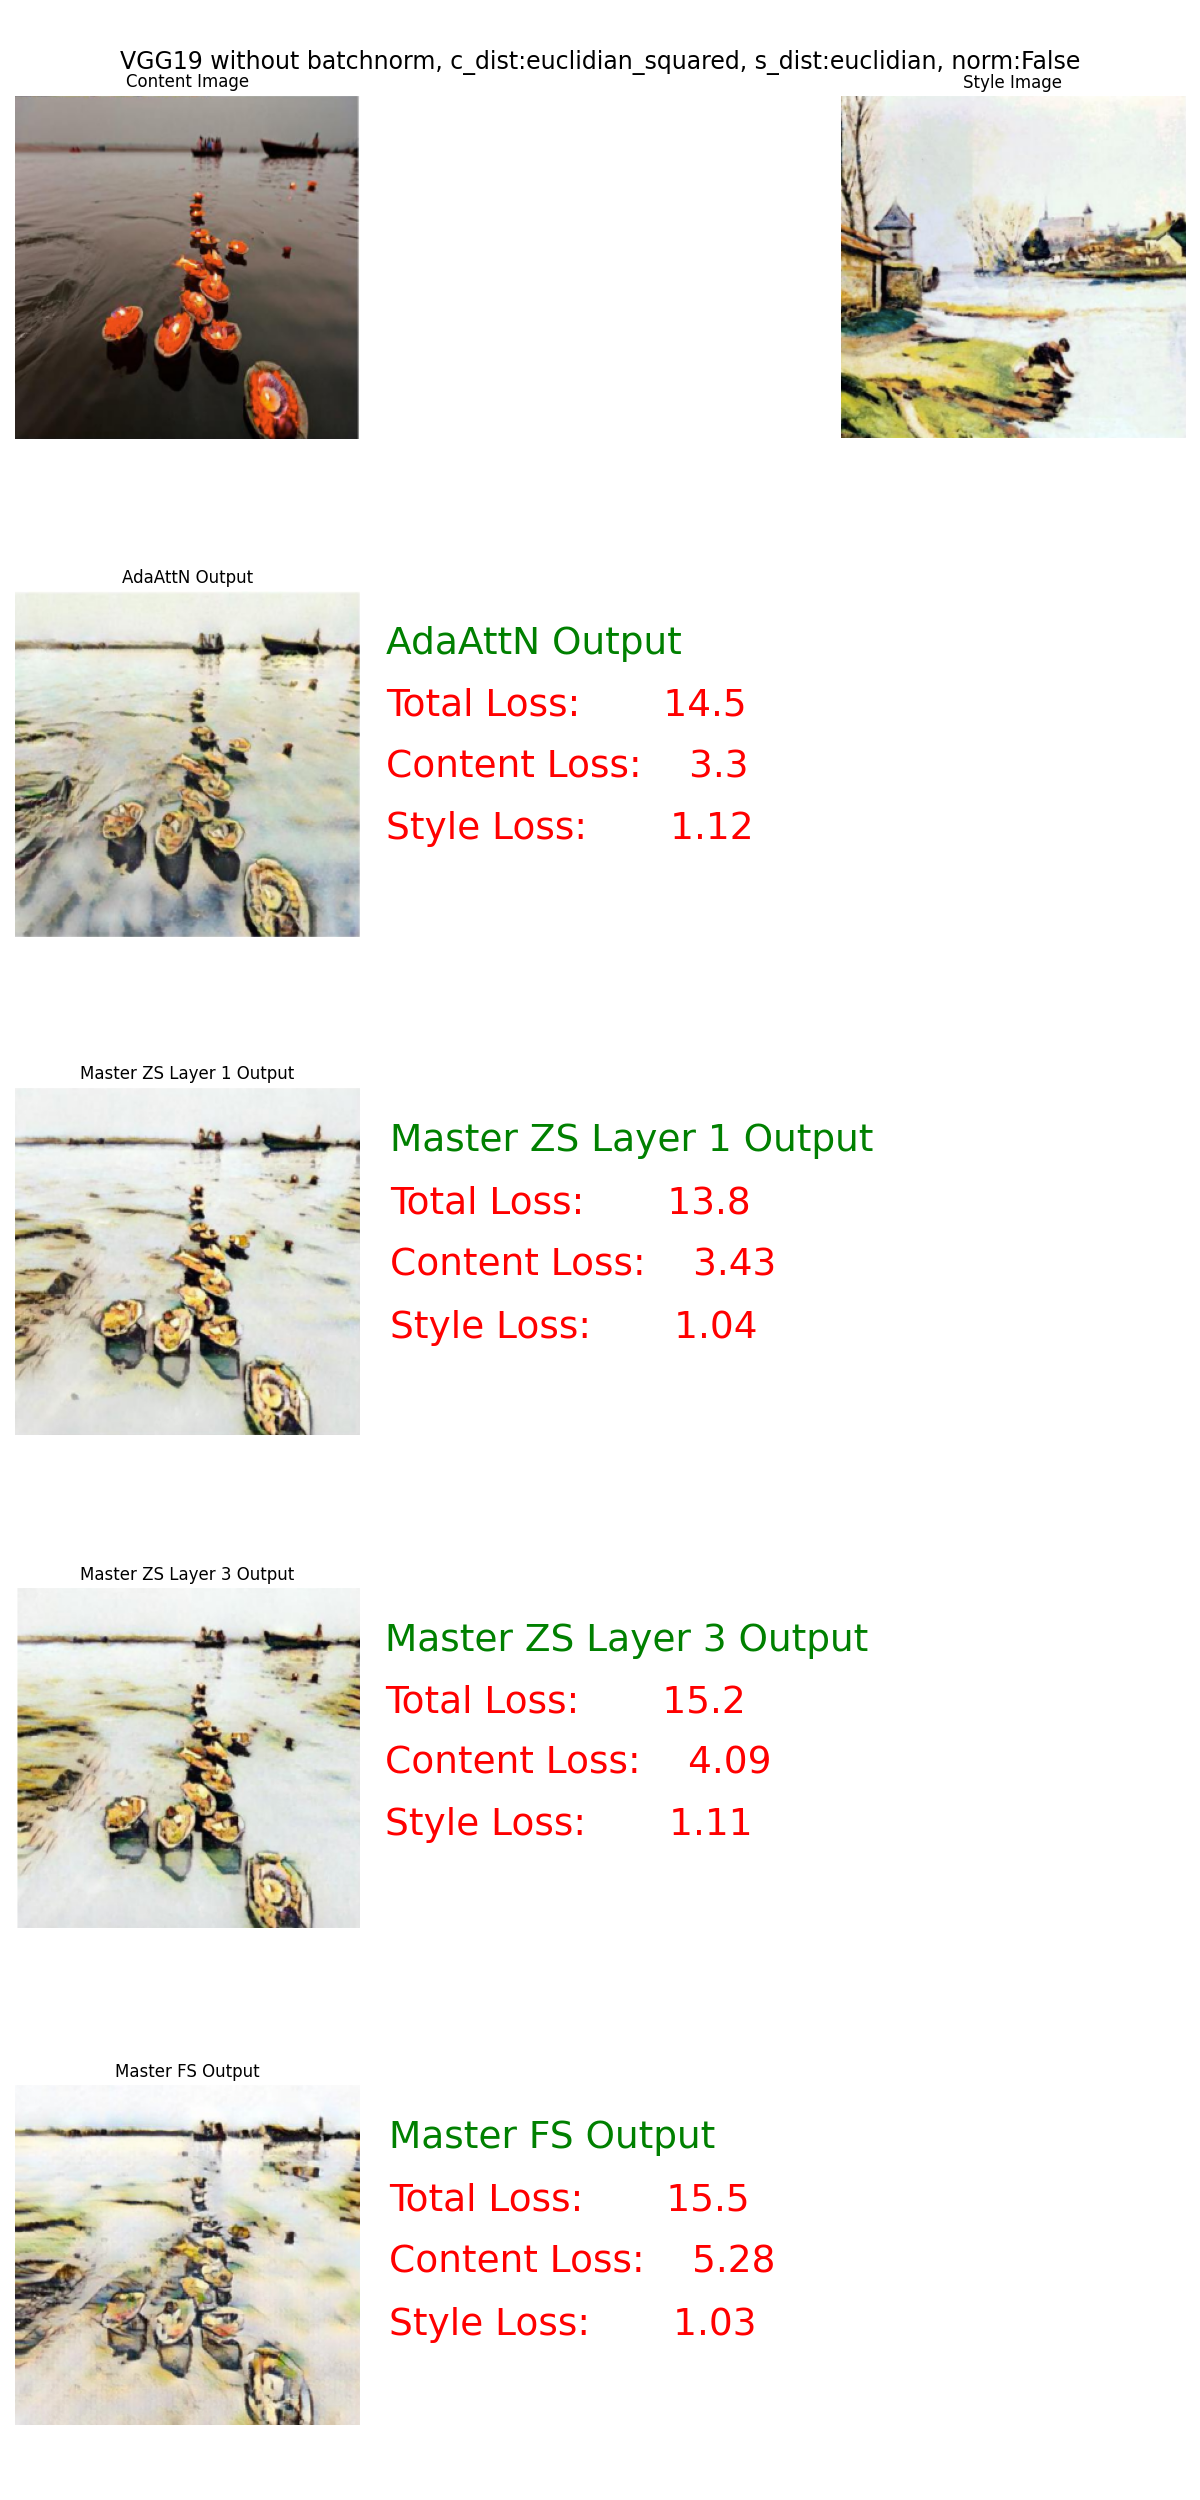 VGG19 without batchnorm, c_dist:euclidian_squared, s_dist:euclidian, norm:False
Content Image
Style Image
AdaAttN Output
AdaAttN Output
Total Loss: 14.5
Content Loss: 3.3
Style Loss: 1.12
Master ZS Layer 1 Output
Master ZS Layer 1 Output
Total Loss: 13.8
Content Loss: 3.43
Style Loss: 1.04
Master ZS Layer 3 Output
Master ZS Layer 3 Output
Total Loss: 15.2
Content Loss: 4.09
Style Loss: 1.11
Master FS Output
Master FS Output
Total Loss: 15.5
Content Loss: 5.28
Style Loss: 1.03